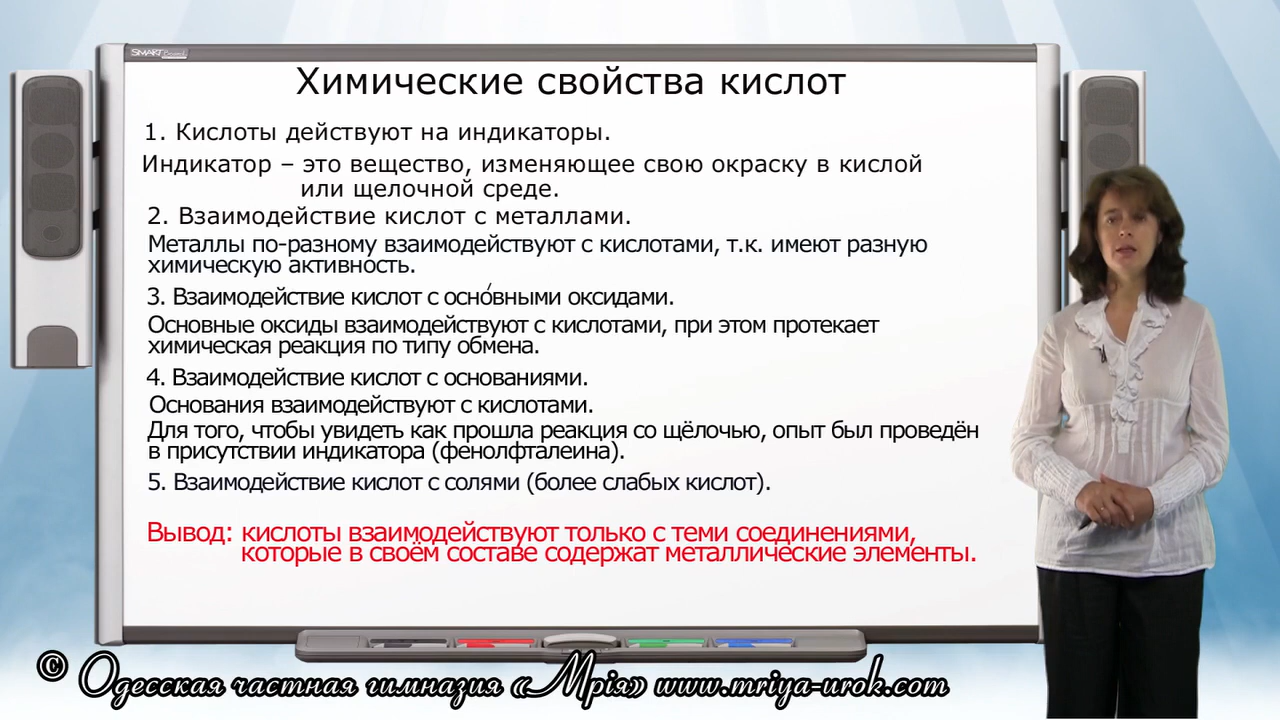 SMART Board
Химические свойства кислот
1. Кислоты действуют на индикаторы.
Индикатор – это вещество, изменяющее свою окраску в кислой
или щелочной среде.
2. Взаимодействие кислот с металлами.
Металлы по-разному взаимодействуют с кислотами, т.к. имеют разную
химическую активность.
3. Взаимодействие кислот с осно́вными оксидами.
Основные оксиды взаимодействуют с кислотами, при этом протекает
химическая реакция по типу обмена.
4. Взаимодействие кислот с основаниями.
Основания взаимодействуют с кислотами.
Для того, чтобы увидеть как прошла реакция со щёлочью, опыт был проведён
в присутствии индикатора (фенолфталеина).
5. Взаимодействие кислот с солями (более слабых кислот).
Вывод: кислоты взаимодействуют только с теми соединениями,
которые в своём составе содержат металлические элементы.
© Одесская частная гимназия «Мрія» www.mriya-urok.com